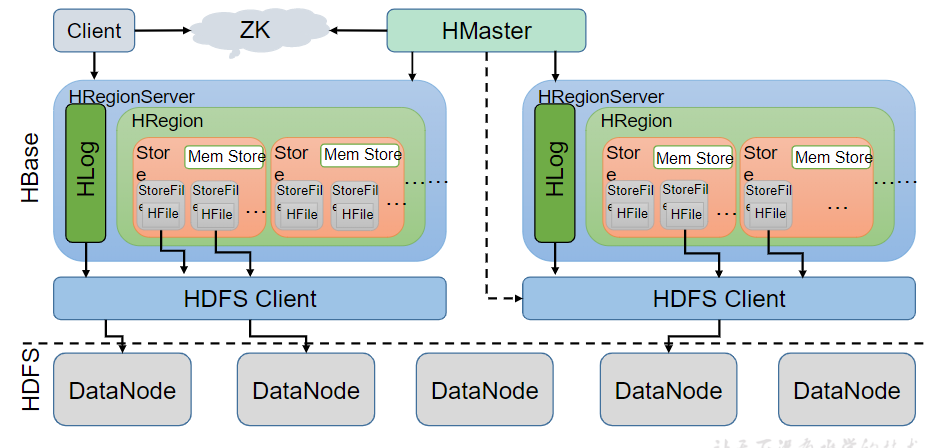 Client
ZK
HMaster
HBase
HRegionServer
HLog
HRegion
Stor
e
Mem Store
StoreFil
e
HFile
StoreFil
e
HFile
...
Stor
e
Mem Store
StoreFil
e
HFile
StoreFil
e
HFile
...
......
HRegionServer
HLog
HRegion
Stor
e
Mem Store
StoreFil
e
HFile
StoreFil
e
HFile
...
Stor
e
Mem Store
StoreFil
e
HFile
...
......
HDFS Client
HDFS Client
HDFS
DataNode
DataNode
DataNode
DataNode
DataNode